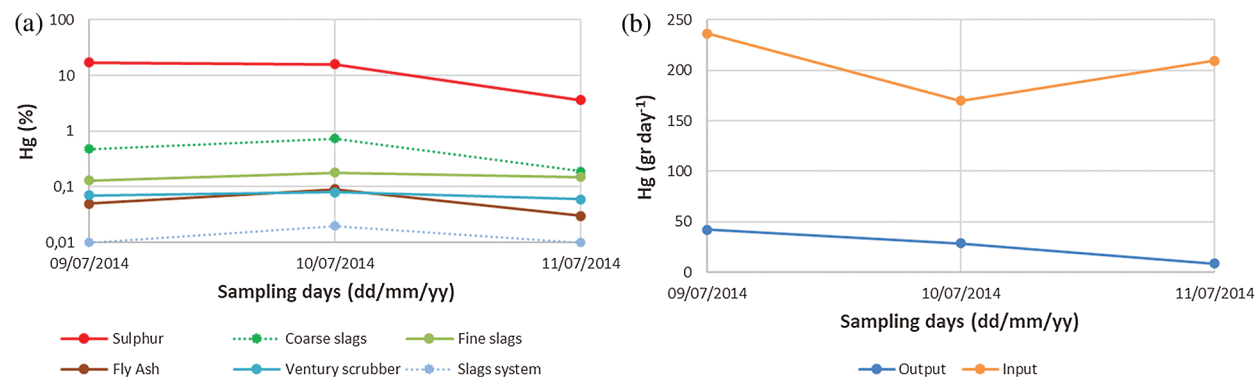 (a)
100
10
1
0,1
0,01
Hg (%)
09/07/2014 10/07/2014 11/07/2014
Sampling days (dd/mm/yy)
Sulphur Coarse slags Fine slags
Fly Ash Ventury scrubber Slags system
(b)
250
200
150
100
50
0
Hg (gr day-1)
09/07/2014 10/07/2014 11/07/2014
Sampling days (dd/mm/yy)
Output Input